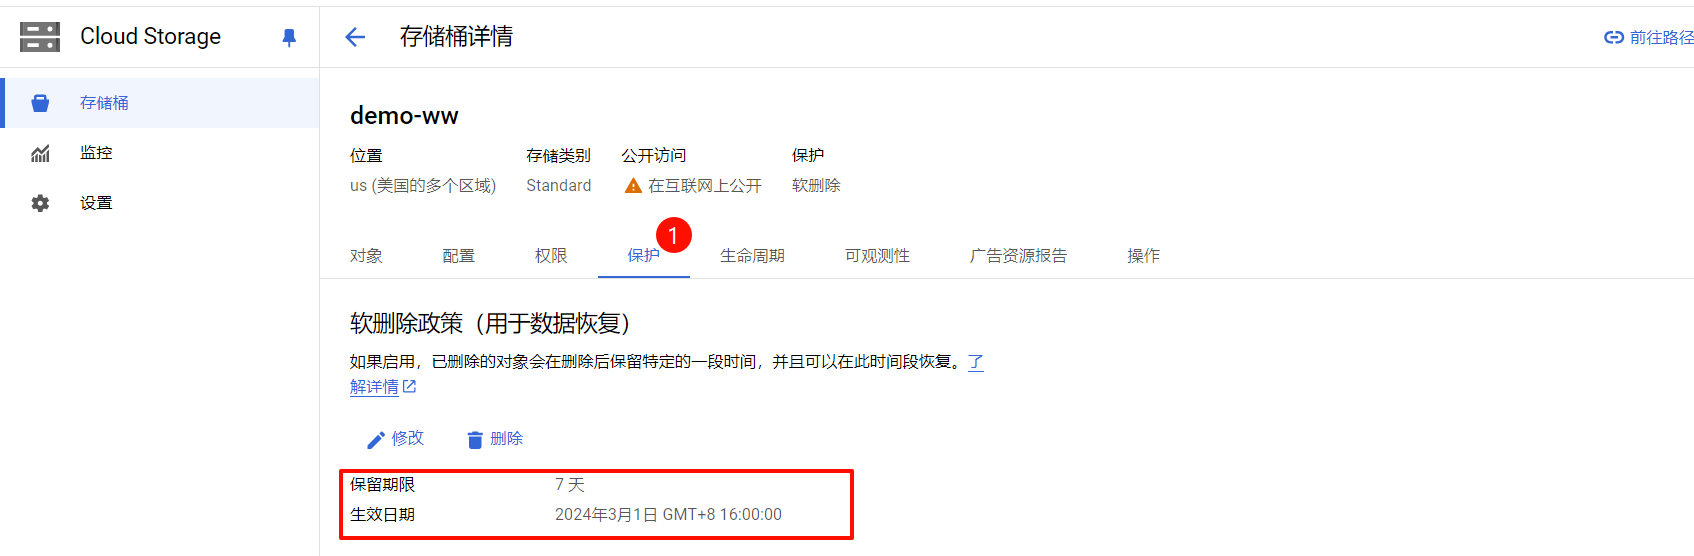 Cloud Storage
存储桶详情
前往路径
存储桶
监控
设置
demo-ww
位置 存储类别 公开访问 保护
us (美国的多个区域) Standard 在互联网上公开 软删除
1
对象 配置 权限 保护 生命周期 可观测性 广告资源报告 操作
软删除政策（用于数据恢复）
如果启用，已删除的对象会在删除后保留特定的一段时间，并且可以在此时间段恢复。了
解详情
修改 删除
保留期限 7 天
生效日期 2024年3月1日 GMT+8 16:00:00